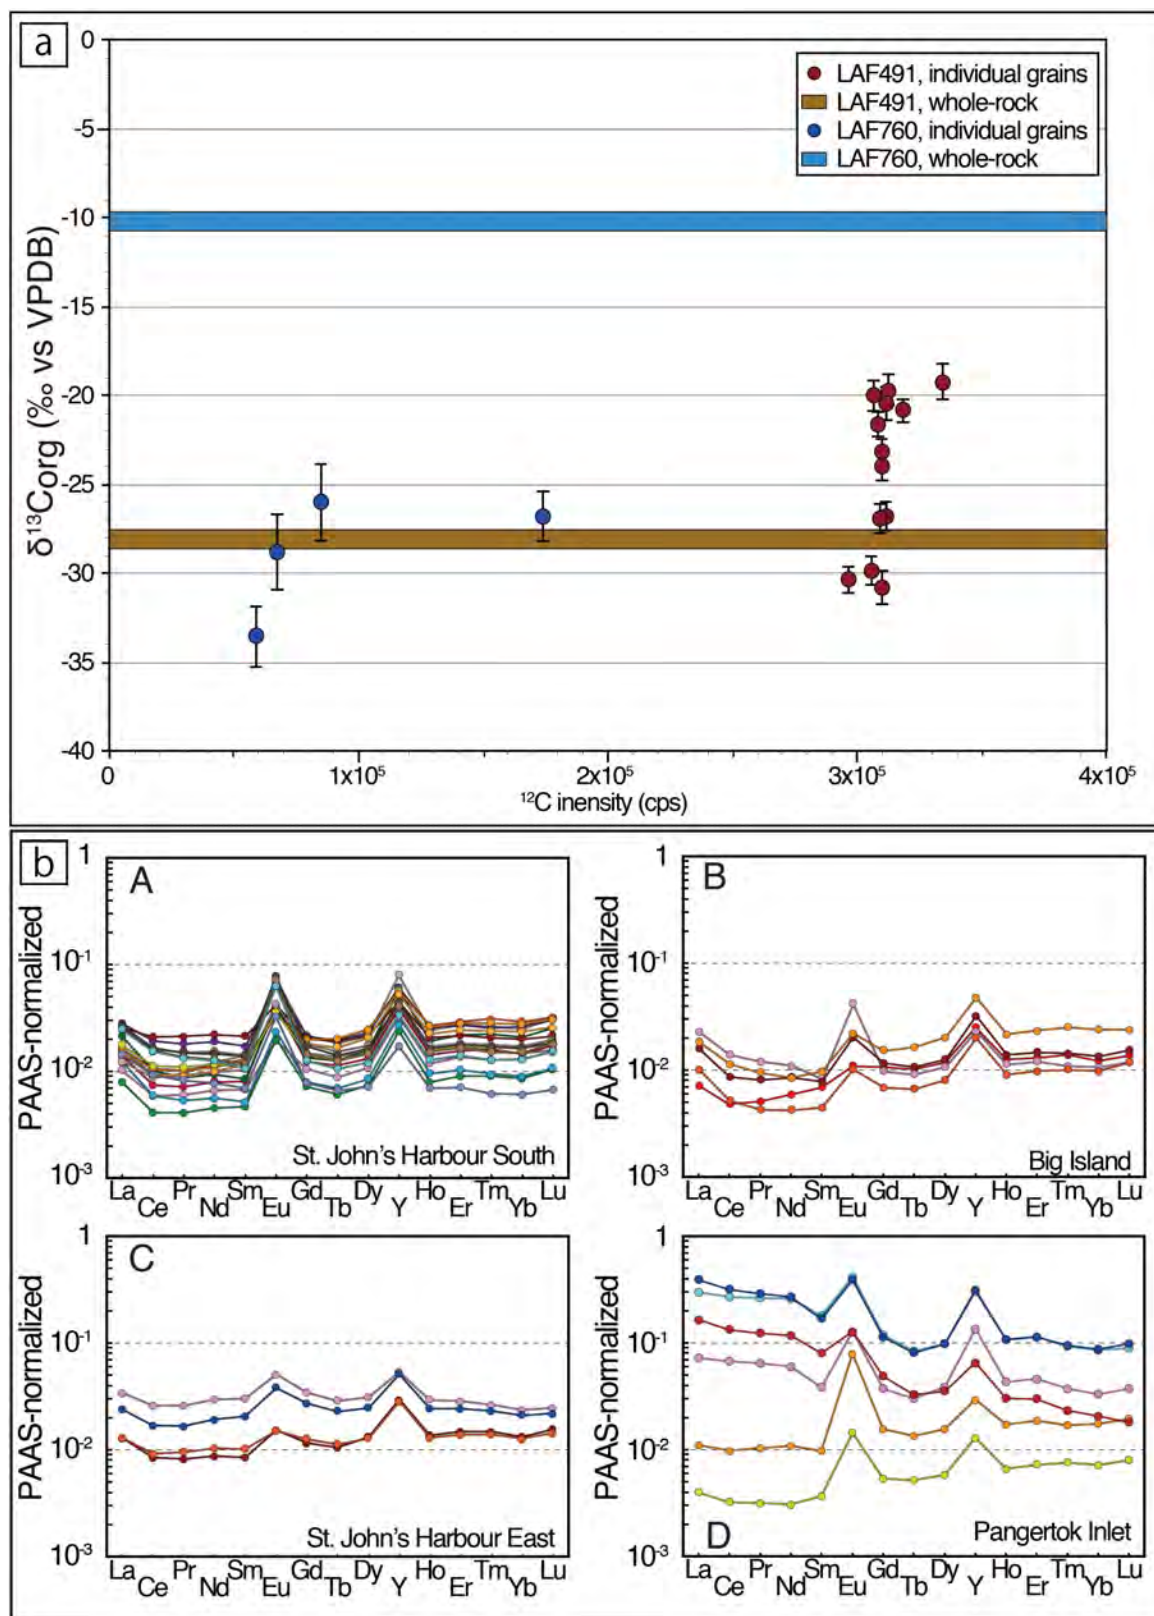 a
0
-5
-10
-15
-20
-25
-30
-35
-40
δ¹³Corg (‰ vs VPDB)
LAF491, individual grains
LAF491, whole-rock
LAF760, individual grains
LAF760, whole-rock
0
1x10⁵
2x10⁵
3x10⁵
4x10⁵
¹²C inensity (cps)
b
A
1
10⁻¹
10⁻²
10⁻³
PAAS-normalized
St. John's Harbour South
La Ce Pr Nd Sm Eu Gd Tb Dy Y Ho Er Tm Yb Lu
B
1
10⁻¹
10⁻²
10⁻³
PAAS-normalized
Big Island
La Ce Pr Nd Sm Eu Gd Tb Dy Y Ho Er Tm Yb Lu
C
1
10⁻¹
10⁻²
10⁻³
PAAS-normalized
St. John's Harbour East
La Ce Pr Nd Sm Eu Gd Tb Dy Y Ho Er Tm Yb Lu
D
1
10⁻¹
10⁻²
10⁻³
PAAS-normalized
Pangertok Inlet
La Ce Pr Nd Sm Eu Gd Tb Dy Y Ho Er Tm Yb Lu